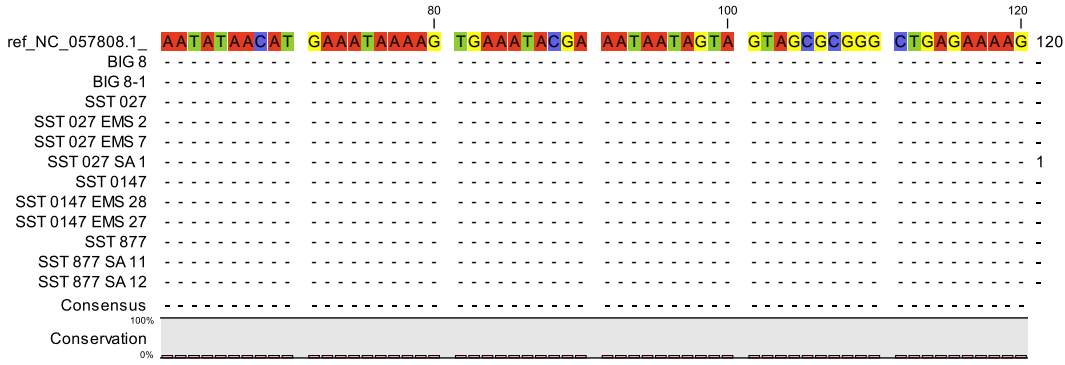 80 100 120
ref_NC_057808.1_ AATATAACAT GAAATAAAAG TGAAATACGA AATAATAGTA GTAGCGCGGG CTGAGAAAAG 120
BIG 8 - - - - - - - - - - - - - - - - - - - - - - - - - - - - - - - - - - - - - - - - - - - - - - - - - - - - - - - - - - - - -
BIG 8-1 - - - - - - - - - - - - - - - - - - - - - - - - - - - - - - - - - - - - - - - - - - - - - - - - - - - - - - - - - - - - -
SST 027 - - - - - - - - - - - - - - - - - - - - - - - - - - - - - - - - - - - - - - - - - - - - - - - - - - - - - - - - - - - - -
SST 027 EMS 2 - - - - - - - - - - - - - - - - - - - - - - - - - - - - - - - - - - - - - - - - - - - - - - - - - - - - - - - - - - - - -
SST 027 EMS 7 - - - - - - - - - - - - - - - - - - - - - - - - - - - - - - - - - - - - - - - - - - - - - - - - - - - - - - - - - - - - -
SST 027 SA 1 - - - - - - - - - - - - - - - - - - - - - - - - - - - - - - - - - - - - - - - - - - - - - - - - - - - - - - - - - - - - 1
SST 0147 - - - - - - - - - - - - - - - - - - - - - - - - - - - - - - - - - - - - - - - - - - - - - - - - - - - - - - - - - - - - -
SST 0147 EMS 28 - - - - - - - - - - - - - - - - - - - - - - - - - - - - - - - - - - - - - - - - - - - - - - - - - - - - - - - - - - - - -
SST 0147 EMS 27 - - - - - - - - - - - - - - - - - - - - - - - - - - - - - - - - - - - - - - - - - - - - - - - - - - - - - - - - - - - - -
SST 877 - - - - - - - - - - - - - - - - - - - - - - - - - - - - - - - - - - - - - - - - - - - - - - - - - - - - - - - - - - - - -
SST 877 SA 11 - - - - - - - - - - - - - - - - - - - - - - - - - - - - - - - - - - - - - - - - - - - - - - - - - - - - - - - - - - - - -
SST 877 SA 12 - - - - - - - - - - - - - - - - - - - - - - - - - - - - - - - - - - - - - - - - - - - - - - - - - - - - - - - - - - - - -
Consensus - - - - - - - - - - - - - - - - - - - - - - - - - - - - - - - - - - - - - - - - - - - - - - - - - - - - - - - - - - - -
100%
Conservation
0%